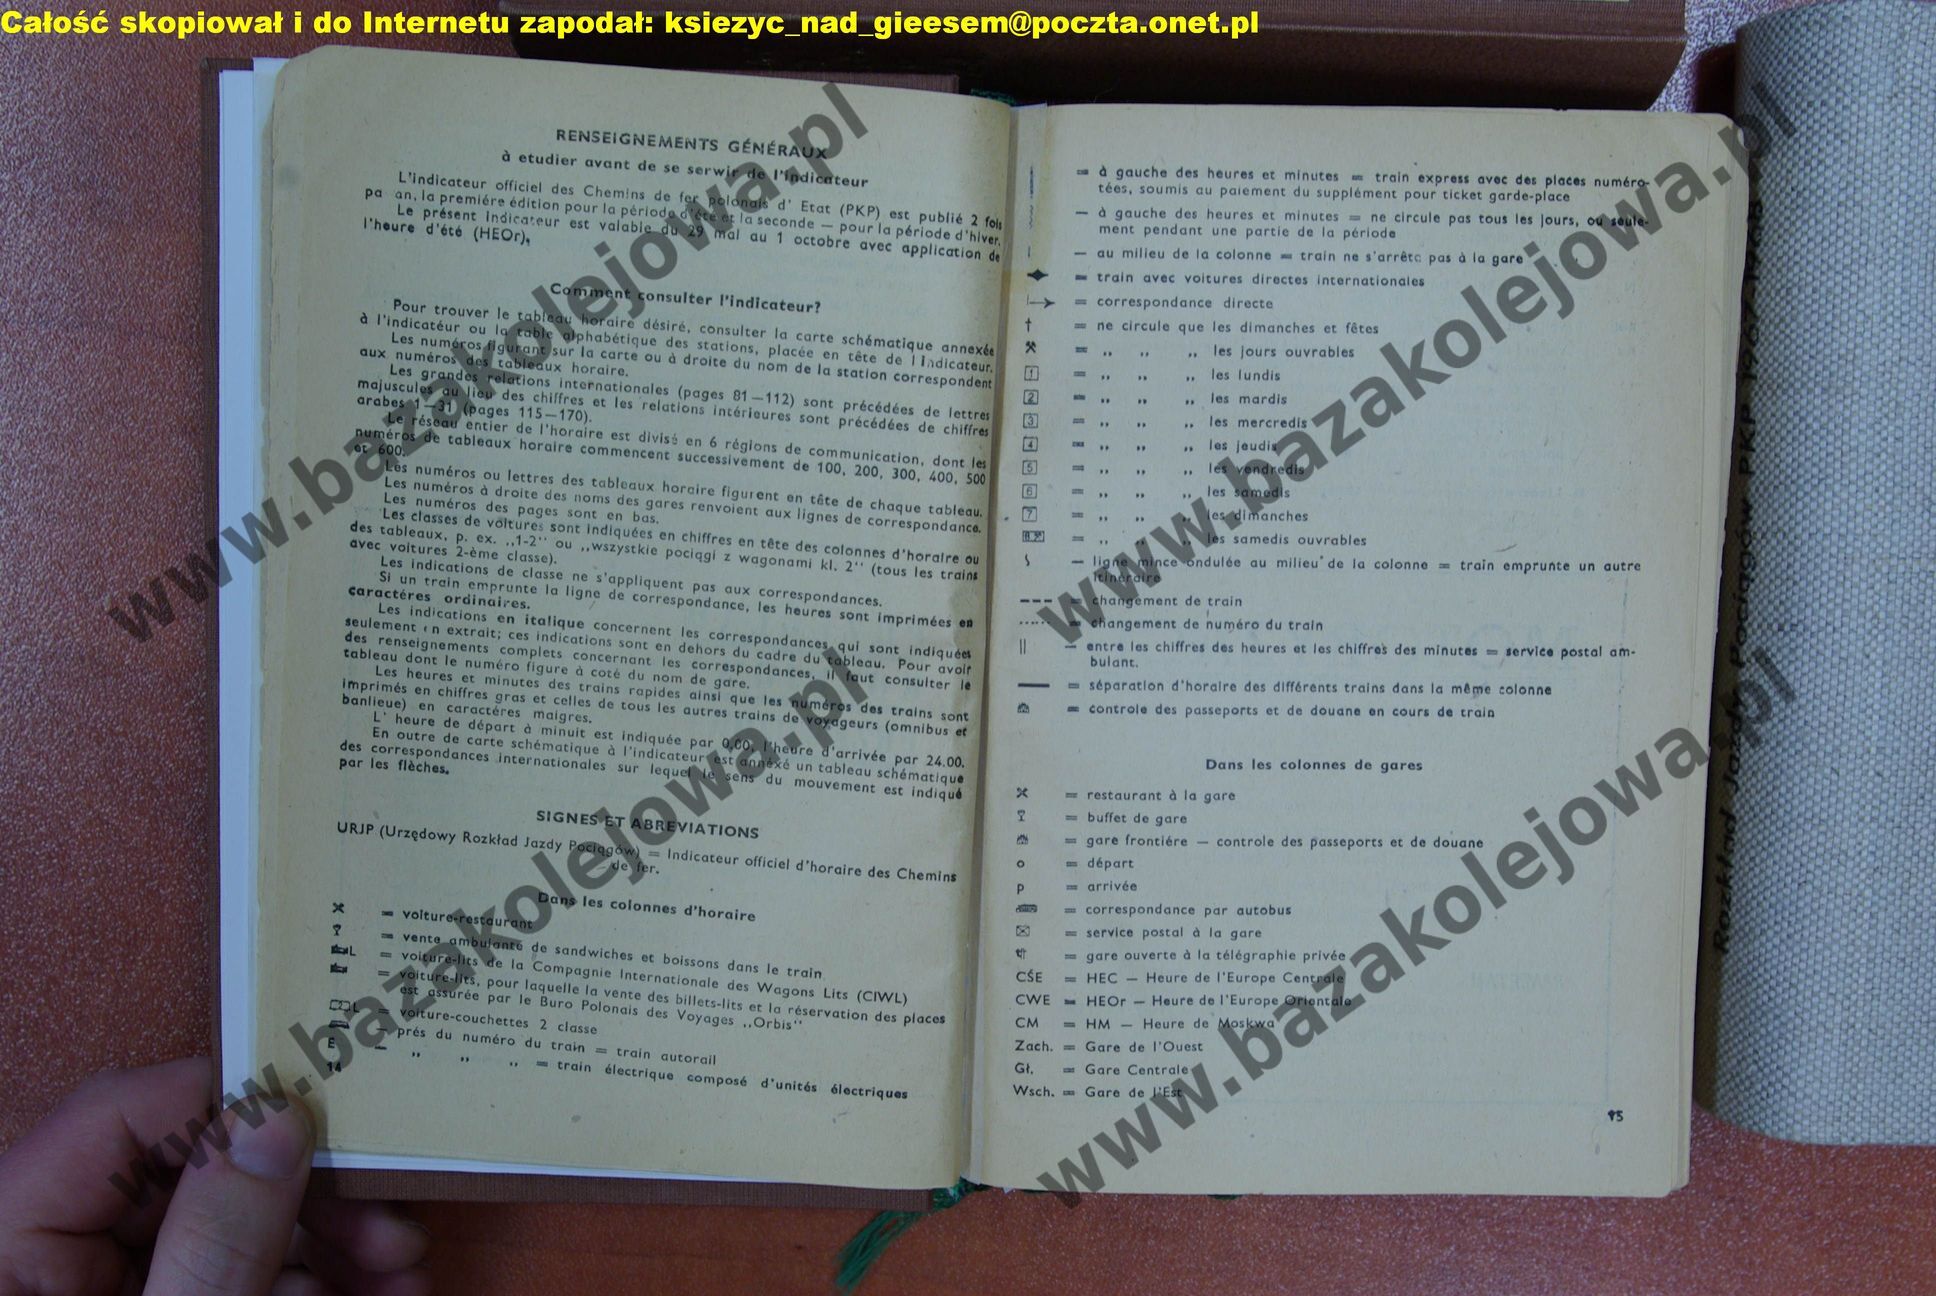 Całość skopiował i do Internetu zapodał: ksiezyc_nad_gieesem@poczta.onet.pl
RENSEIGNEMENTS GÉNÉRAUX
à etudier avant de se serwir de l'indicateur
L'indicateur officiel des Chemins de fer polonais d' Etat (PKP) est publié 2 fois
pa an, la premiére édition pour la période d'été et la seconde — pour la période d'hiver.
Le présent indicateur est valable du 29 mai au 1 octobre avec application de
l'heure d'été (HEOr).
Comment consulter l'indicateur?
Pour trouver le tableau horaire désiré, consulter la carte schématique annexée
à l'indicatéur ou la table alphabétique des stations, placée en tête de l indicateur.
Les numéros figurant sur la carte ou à droite du nom de la station correspondent
aux numéros des tableaux horaire.
Les grandes relations internationales (pages 81—112) sont précédées de lettres
majuscules au lieu des chiffres et les relations intérieures sont précédées de chiffres
arabes 1—31 (pages 115—170).
Le réseau entier de l'horaire est divisé en 6 régions de communication, dont les
numéros de tableaux horaire commencent successivement de 100, 200, 300, 400, 500
et 600.
Les numéros ou lettres des tableaux horaire figurent en tête de chaque tableau.
Les numéros à droite des noms des gares renvoient aux lignes de correspondance.
Les numéros des pages sont en bas.
Les classes de voitures sont indiquées en chiffres en tête des colonnes d'horaire ou
des tableaux, p. ex. „1-2" ou „wszystkie pociągi z wagonami kl. 2" (tous les trains
avec voitures 2-ème classe).
Les indications de classe ne s'appliquent pas aux correspondances.
Si un train emprunte la ligne de correspondance, les heures sont imprimées en
caractéres ordinaires.
Les indications en italique concernent les correspondances qui sont indiquées
seulement en extrait; ces indications sont en dehors du cadre du tableau. Pour avoir
des renseignements complets concernant les correspondances, il faut consulter le
tableau dont le numéro figure à coté du nom de gare.
Les heures et minutes des trains rapides ainsi que les numéros des trains sont
imprimés en chiffres gras et celles de tous les autres trains de voyageurs (omnibus et
banlieue) en caractéres maigres.
L' heure de départ à minuit est indiquée par 0.00, l'heure d'arrivée par 24.00.
En outre de carte schématique à l'indicateur est annéxé un tableau schématique
des correspondances internationales sur lequel le sens du mouvement est indiqué
par les flèches.
SIGNES ET ABREVIATIONS
URJP (Urzędowy Rozkład Jazdy Pociągów) = Indicateur officiel d'horaire des Chemins
de fer.
Dans les colonnes d'horaire
= voiture-restaurant
= vente ambulante de sandwiches et boissons dans le train
L = voiture-lits de la Compagnie Internationale des Wagons Lits (CIWL)
= voiture-lits, pour laquelle la vente des billets-lits et la réservation des places
est assurée par le Buro Polonais des Voyages „Orbis"
2 L = voiture-couchettes 2 classe
— prés du numéro du train = train autorail
E — „ „ „ = train électrique composé d'unités électriques
14
= à gauche des heures et minutes = train express avec des places numéro-
tées, soumis au paiement du supplément pour ticket garde-place
— à gauche des heures et minutes = ne circule pas tous les jours, ou seule-
ment pendant une partie de la période
— au milieu de la colonne = train ne s'arrête pas à la gare
= train avec voitures directes internationales
= correspondance directe
† = ne circule que les dimanches et fêtes
⚒ = „ „ „ les jours ouvrables
1 = „ „ „ les lundis
2 = „ „ „ les mardis
3 = „ „ „ les mercredis
4 = „ „ „ les jeudis
5 = „ „ „ les vendredis
6 = „ „ „ les samedis
7 = „ „ „ les dimanches
6⚒ = „ „ „ les samedis ouvrables
— ligne mince ondulée au milieu de la colonne = train emprunte un autre
itinéraire
= changement de train
= changement de numéro du train
|| — entre les chiffres des heures et les chiffres des minutes = service postal am-
bulant.
= séparation d'horaire des différents trains dans la même colonne
= controle des passeports et de douane en cours de train
Dans les colonnes de gares
= restaurant à la gare
= buffet de gare
= gare frontiére — controle des passeports et de douane
o = départ
p = arrivée
= correspondance par autobus
= service postal à la gare
= gare ouverte à la télégraphie privée
CŚE = HEC — Heure de l'Europe Centrale
CWE = HEOr — Heure de l'Europe Orientale
CM = HM — Heure de Moskwa
Zach. = Gare de l'Ouest
Gł. = Gare Centrale
Wsch. = Gare de l'Est
15
www.bazakolejowa.pl
www.bazakolejowa.pl
www.bazakolejowa.pl
www.bazakolejowa.pl